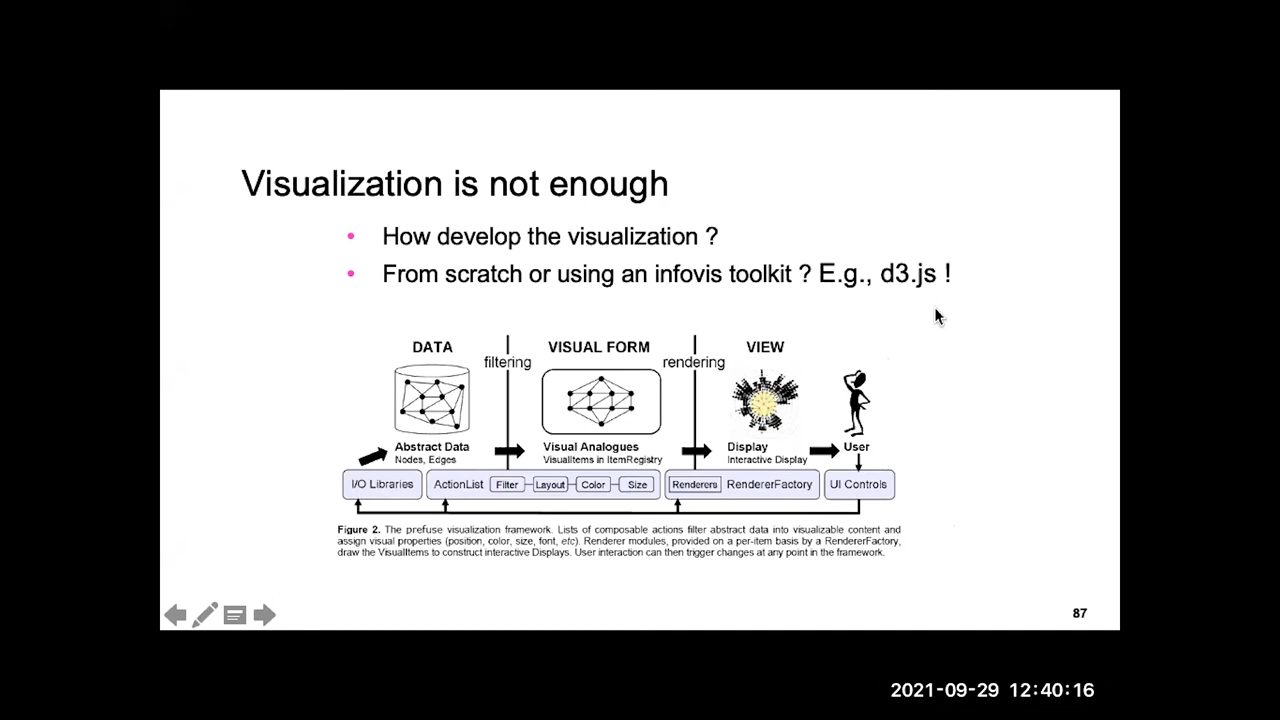 Visualization is not enough
• How develop the visualization ?
• From scratch or using an infovis toolkit ? E.g., d3.js !
DATA VISUAL FORM VIEW
filtering rendering
Abstract Data Visual Analogues Display User
Nodes, Edges VisualItems in ItemRegistry Interactive Display
I/O Libraries ActionList Filter Layout Color Size Renderers RendererFactory UI Controls
Figure 2. The prefuse visualization framework. Lists of composable actions filter abstract data into visualizable content and
assign visual properties (position, color, size, font, etc). Renderer modules, provided on a per-item basis by a RendererFactory,
draw the VisualItems to construct interactive Displays. User interaction can then trigger changes at any point in the framework.
87
2021-09-29 12:40:16